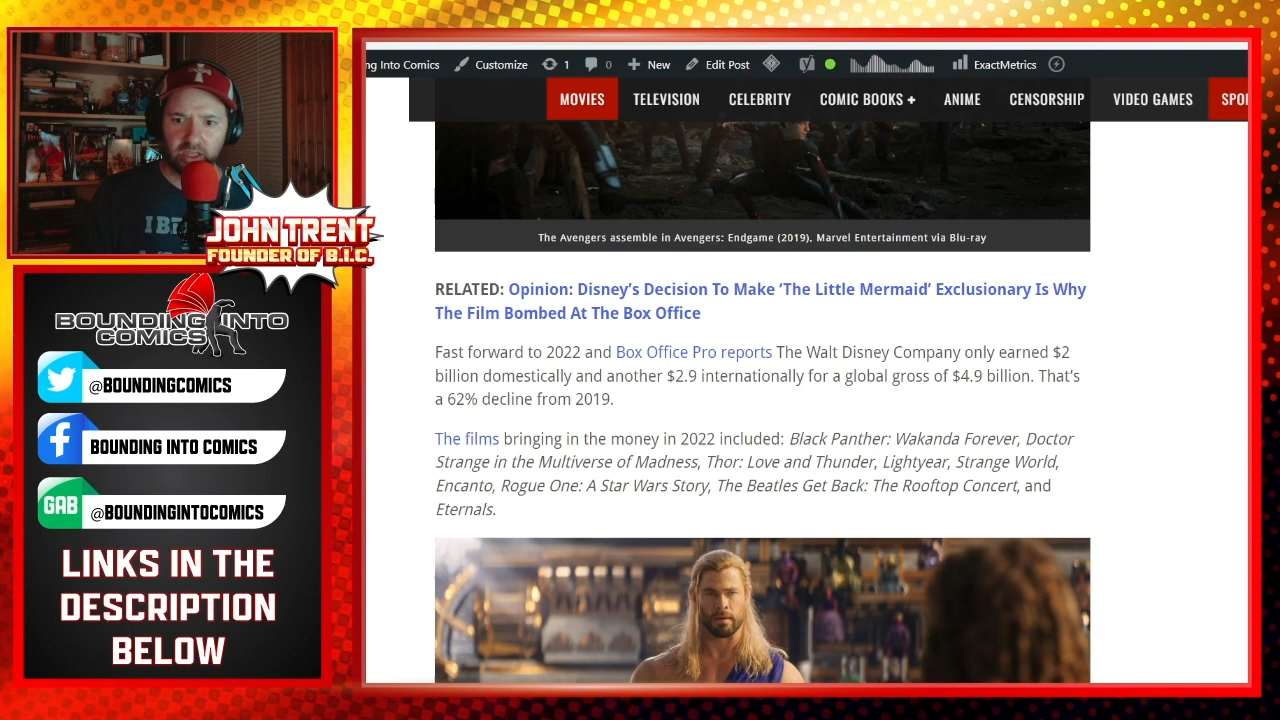 ng Into Comics Customize 1 0 New Edit Post ExactMetrics
MOVIES TELEVISION CELEBRITY COMIC BOOKS + ANIME CENSORSHIP VIDEO GAMES SPO
The Avengers assemble in Avengers: Endgame (2019), Marvel Entertainment via Blu-ray
RELATED: Opinion: Disney's Decision To Make 'The Little Mermaid' Exclusionary Is Why
The Film Bombed At The Box Office
Fast forward to 2022 and Box Office Pro reports The Walt Disney Company only earned $2
billion domestically and another $2.9 internationally for a global gross of $4.9 billion. That's
a 62% decline from 2019.
The films bringing in the money in 2022 included: Black Panther: Wakanda Forever, Doctor
Strange in the Multiverse of Madness, Thor: Love and Thunder, Lightyear, Strange World,
Encanto, Rogue One: A Star Wars Story, The Beatles Get Back: The Rooftop Concert, and
Eternals.
T
I BE
JOHN TRENT
FOUNDER OF B.I.C.
BOUNDING INTO
COMICS
@BOUNDINGCOMICS
f BOUNDING INTO COMICS
GAB @BOUNDINGINTOCOMICS
LINKS IN THE
DESCRIPTION
BELOW